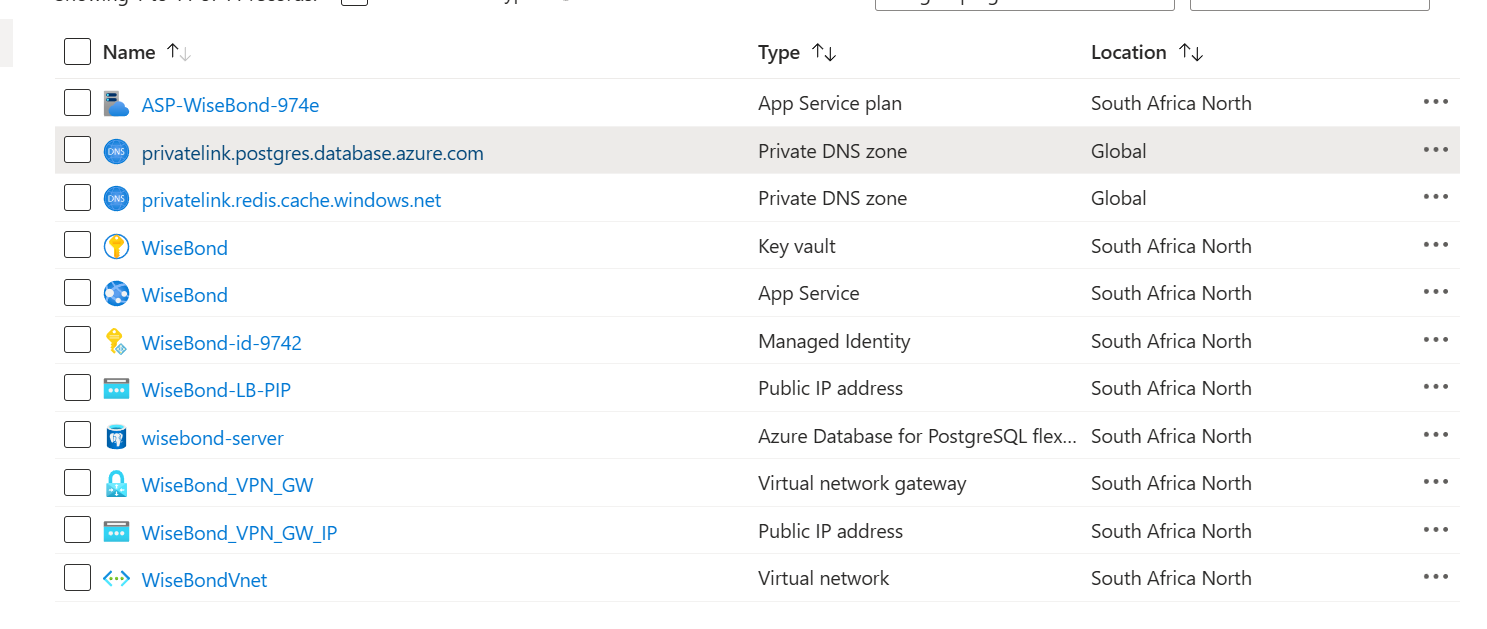 Name Type Location
ASP-WiseBond-974e App Service plan South Africa North
DNS privatelink.postgres.database.azure.com Private DNS zone Global
DNS privatelink.redis.cache.windows.net Private DNS zone Global
WiseBond Key vault South Africa North
WiseBond App Service South Africa North
WiseBond-id-9742 Managed Identity South Africa North
WiseBond-LB-PIP Public IP address South Africa North
wisebond-server Azure Database for PostgreSQL flex... South Africa North
WiseBond_VPN_GW Virtual network gateway South Africa North
WiseBond_VPN_GW_IP Public IP address South Africa North
WiseBondVnet Virtual network South Africa North